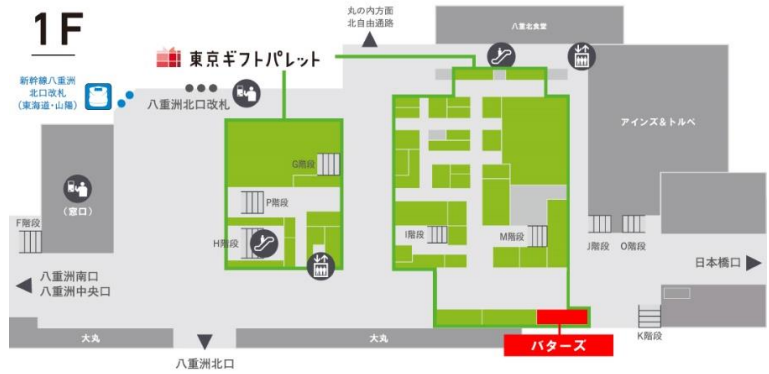 1F
丸の内方面
北自由通路
八重北食堂
東京ギフトパレット
新幹線八重洲
北口改札
(東海道・山陽)
八重洲北口改札
アインズ&トルペ
G階段
(窓口)
P階段
F階段
H階段
I階段
M階段
J階段
O階段
八重洲南口
八重洲中央口
日本橋口
大丸
大丸
バターズ
K階段
八重洲北口